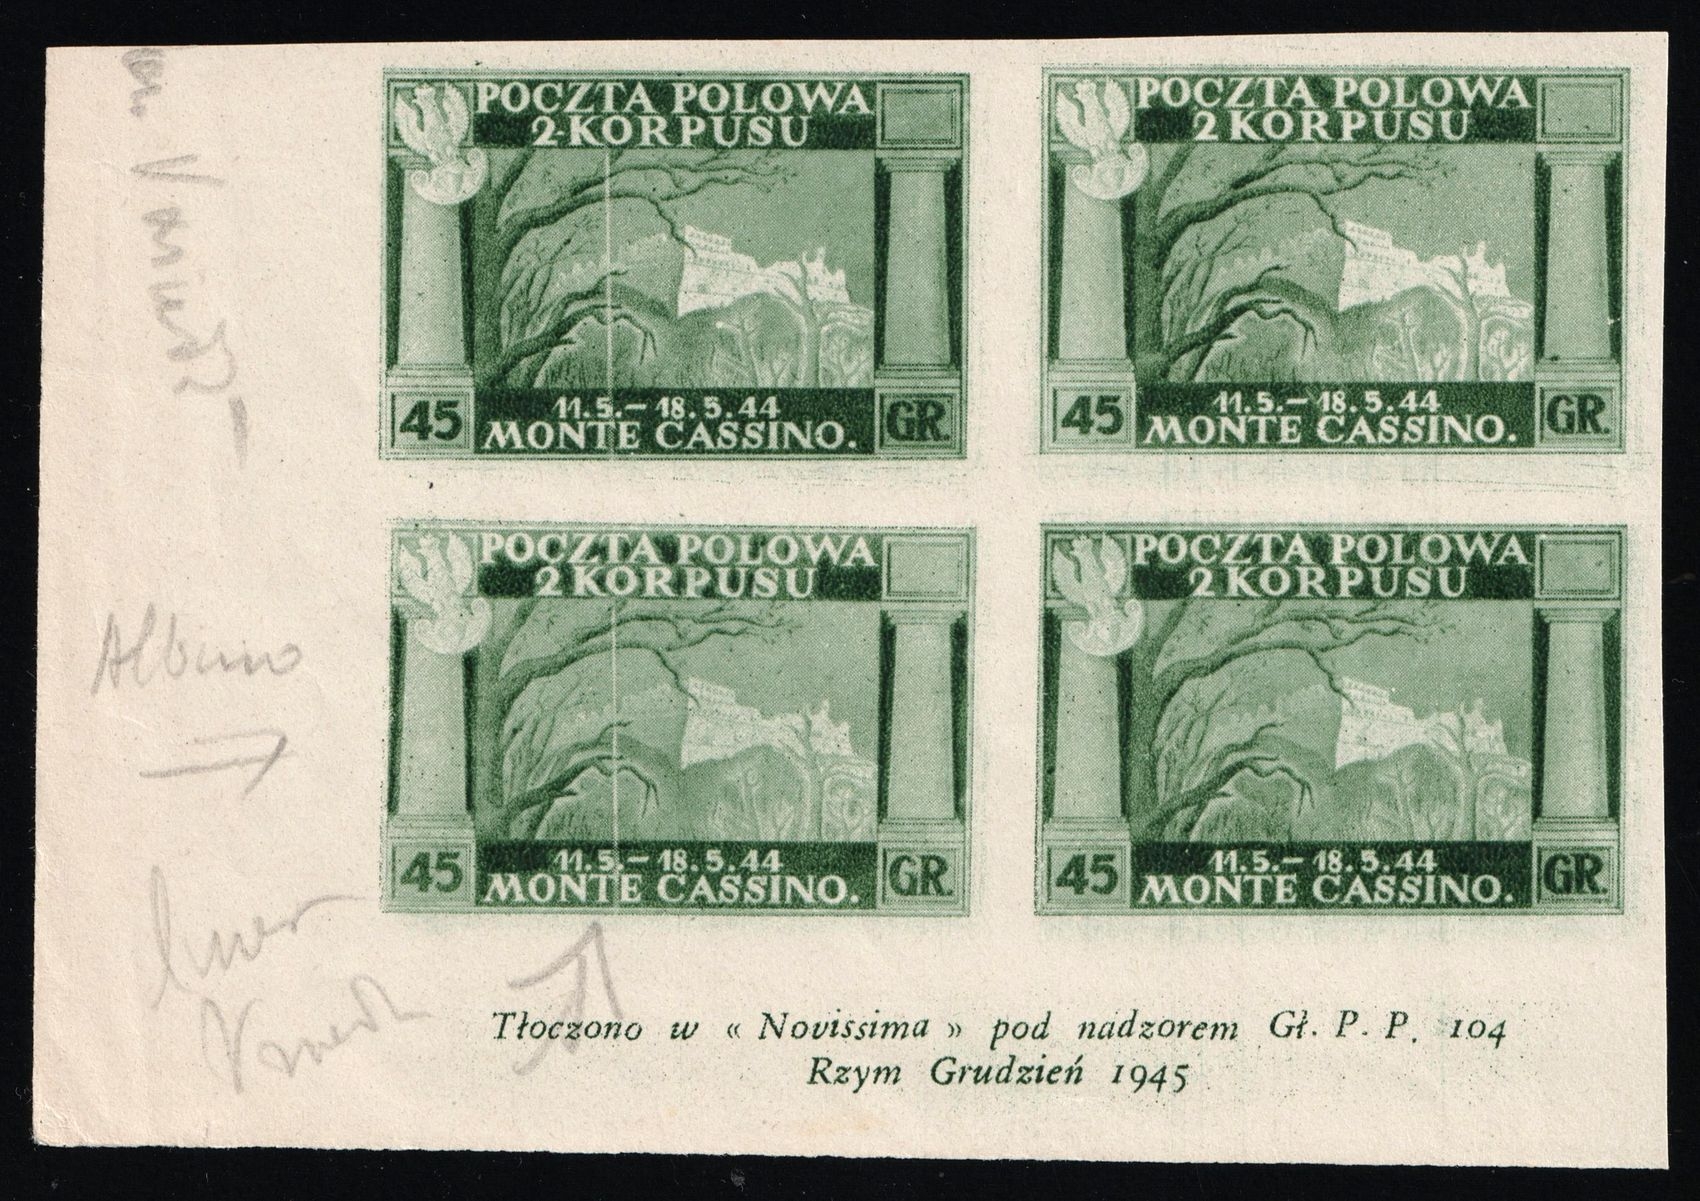 POCZTA POLOWA
2 KORPUSU
45
11.5.– 18.5.44
MONTE CASSINO.
GR.
POCZTA POLOWA
2 KORPUSU
45
11.5.– 18.5.44
MONTE CASSINO.
GR.
POCZTA POLOWA
2 KORPUSU
45
11.5.– 18.5.44
MONTE CASSINO.
GR.
POCZTA POLOWA
2 KORPUSU
45
11.5.– 18.5.44
MONTE CASSINO.
GR.
Albino
Tłoczono w « Novissima » pod nadzorem Gł. P. P. 104
Rzym Grudzień 1945